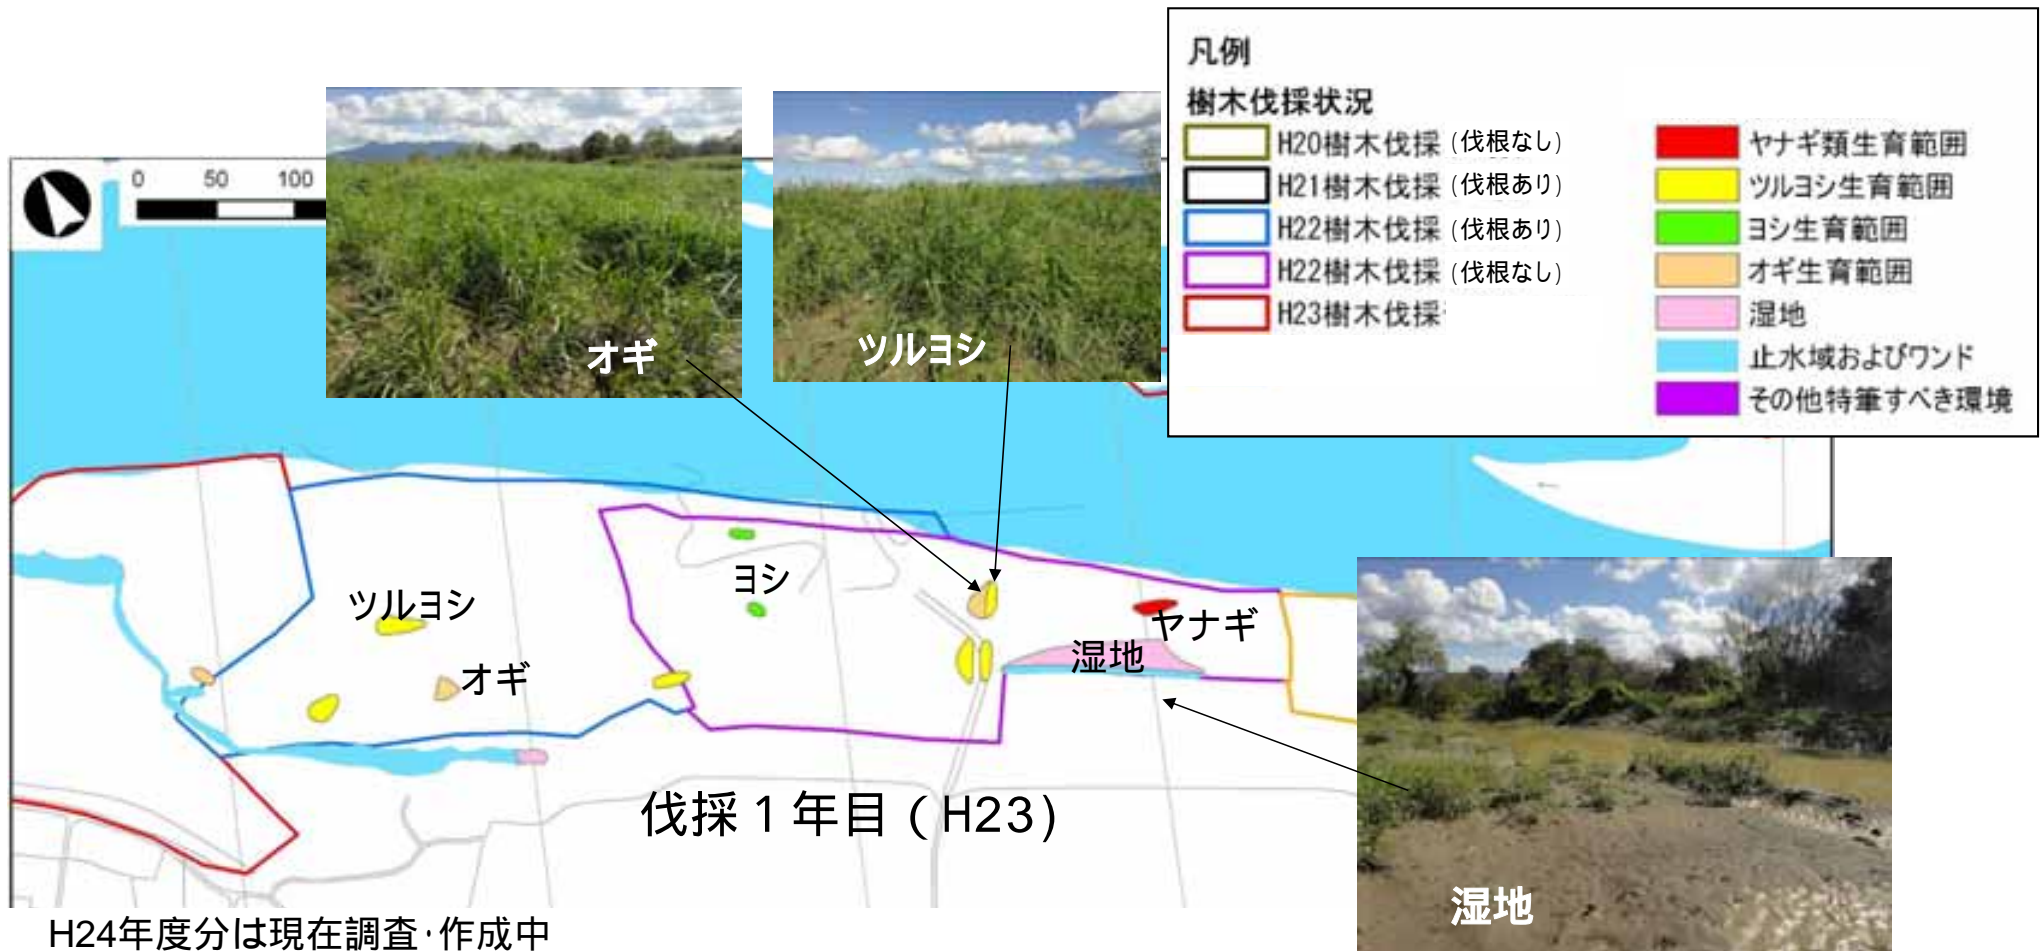 凡例
樹木伐採状況
H20樹木伐採 (伐根なし)
H21樹木伐採 (伐根あり)
H22樹木伐採 (伐根あり)
H22樹木伐採 (伐根なし)
H23樹木伐採
ヤナギ類生育範囲
ツルヨシ生育範囲
ヨシ生育範囲
オギ生育範囲
湿地
止水域およびワンド
その他特筆すべき環境
0 50 100
オギ
ツルヨシ
ツルヨシ
ヨシ
ヤナギ
湿地
オギ
伐採1年目(H23)
湿地
H24年度分は現在調査・作成中